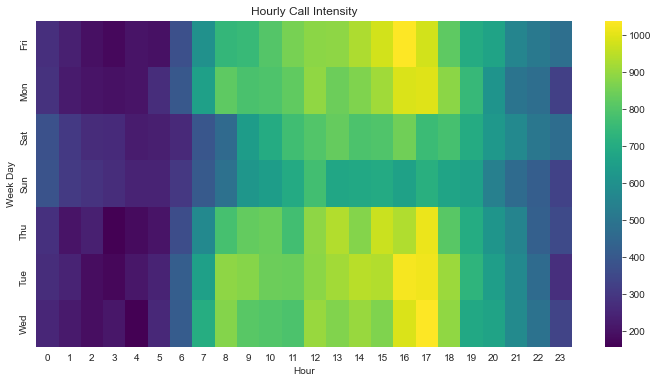 Hourly Call Intensity
Week Day
Fri
Mon
Sat
Sun
Thu
Tue
Wed
0 1 2 3 4 5 6 7 8 9 10 11 12 13 14 15 16 17 18 19 20 21 22 23
Hour
1000
900
800
700
600
500
400
300
200